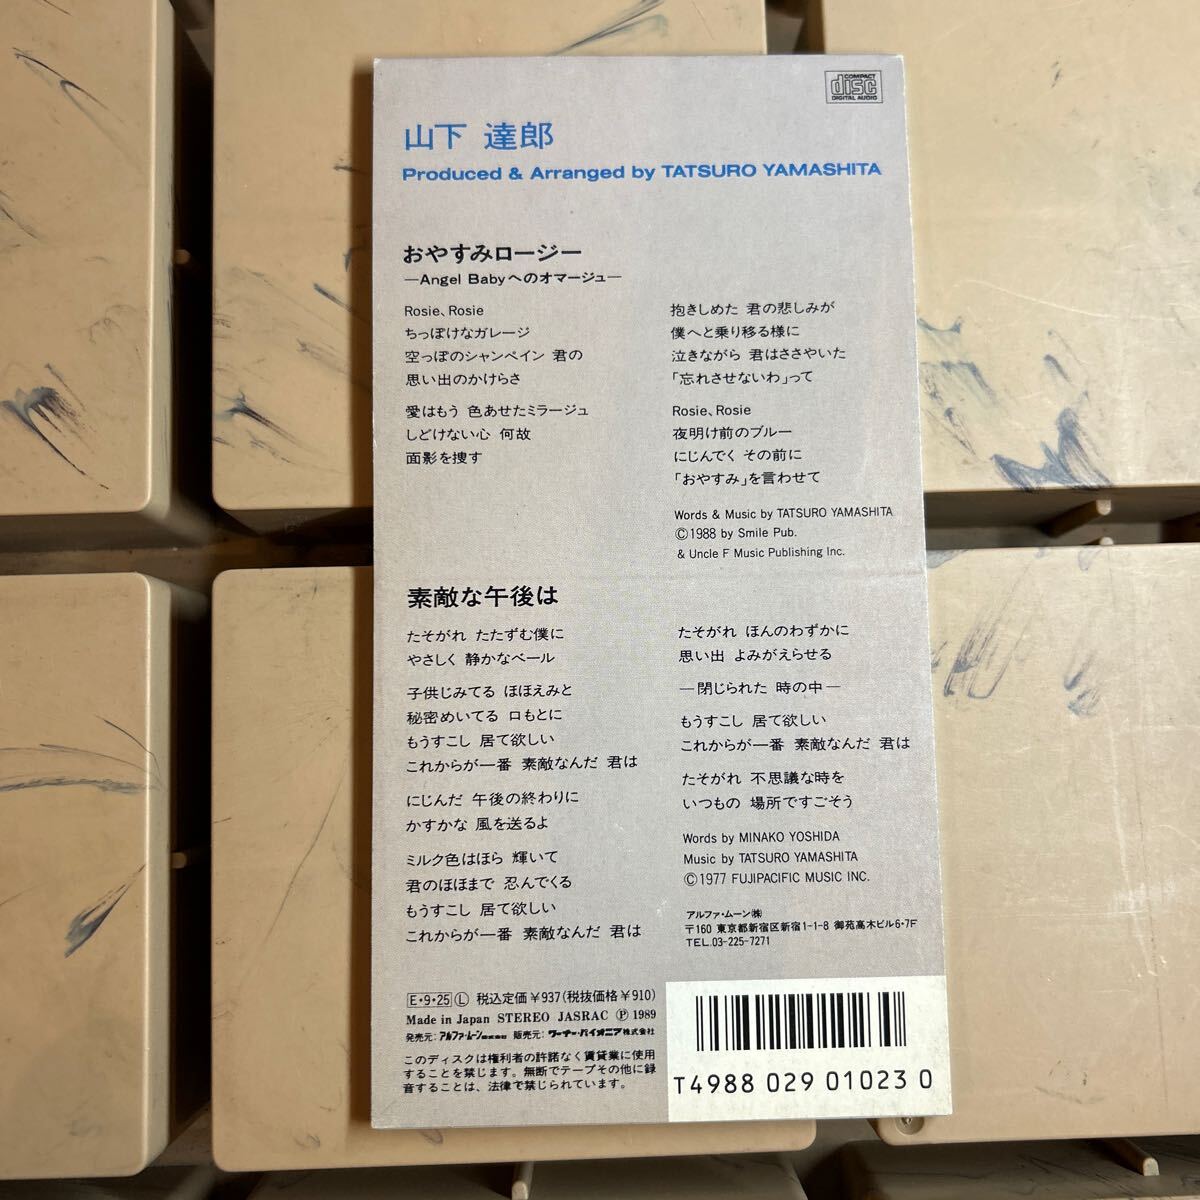 COMPACT
disc
DIGITAL AUDIO
山下 達郎
Produced & Arranged by TATSURO YAMASHITA
おやすみロージー
—Angel Babyへのオマージュ—
Rosie、Rosie
ちっぽけなガレージ
空っぽのシャンペイン 君の
思い出のかけらさ
愛はもう 色あせたミラージュ
しどけない心 何故
面影を捜す
抱きしめた 君の悲しみが
僕へと乗り移る様に
泣きながら 君はささやいた
「忘れさせないわ」って
Rosie、Rosie
夜明け前のブルー
にじんでく その前に
「おやすみ」を言わせて
Words & Music by TATSURO YAMASHITA
©1988 by Smile Pub.
& Uncle F Music Publishing Inc.
素敵な午後は
たそがれ たたずむ僕に
やさしく 静かなベール
子供じみてる ほほえみと
秘密めいてる 口もとに
もうすこし 居て欲しい
これからが一番 素敵なんだ 君は
にじんだ 午後の終わりに
かすかな 風を送るよ
ミルク色はほら 輝いて
君のほほまで 忍んでくる
もうすこし 居て欲しい
これからが一番 素敵なんだ 君は
たそがれ ほんのわずかに
思い出 よみがえらせる
—閉じられた 時の中—
もうすこし 居て欲しい
これからが一番 素敵なんだ 君は
たそがれ 不思議な時を
いつもの 場所ですごそう
Words by MINAKO YOSHIDA
Music by TATSURO YAMASHITA
©1977 FUJIPACIFIC MUSIC INC.
アルファ・ムーン㈱
〒160 東京都新宿区新宿1-1-8 御苑高木ビル6・7F
TEL.03-225-7271
E・9・25 Ⓛ 税込定価¥937(税抜価格¥910)
Made in Japan STEREO JASRAC Ⓟ 1989
発売元:アルファ・ムーン株式会社 販売元:ワーナー・パイオニア株式会社
このディスクは権利者の許諾なく賃貸業に使用
することを禁じます。無断でテープその他に録
音することは、法律で禁じられています。
T4988 029 01023 0